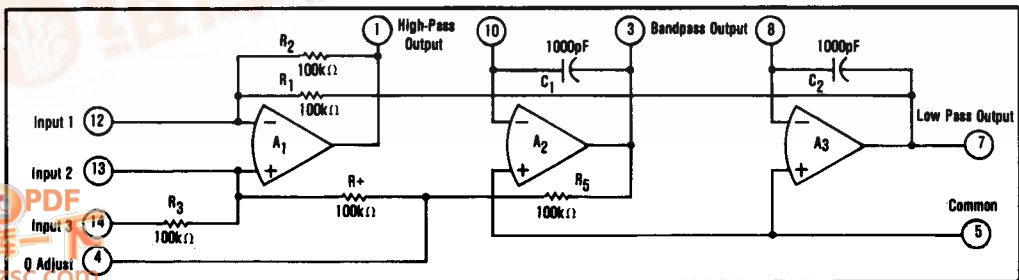 1
High-Pass
Output
10
1000pF
C1
3
Bandpass Output
8
1000pF
C2
R2
100kΩ
R1
100kΩ
Input 1
12
A1
A2
A3
Low Pass Output
7
Input 2
13
R+
100kΩ
R5
100kΩ
PDF
Input 3
14
R3
100kΩ
Common
5
Q Adjust
4
zsc.com